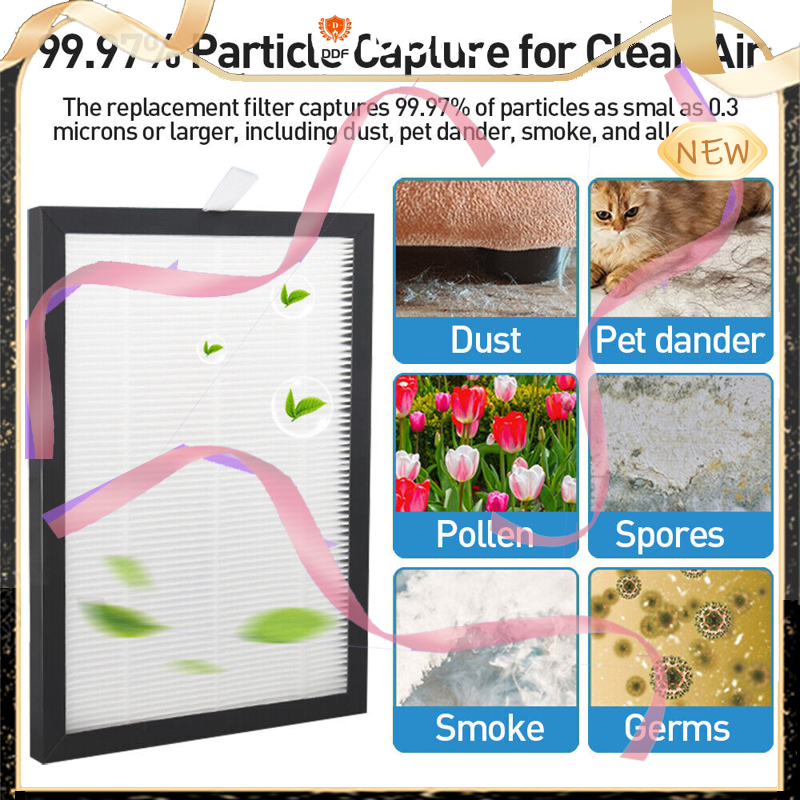 99.97% Particle Capture for Clean Air
DDF
The replacement filter captures 99.97% of particles as smal as 0.3
microns or larger, including dust, pet dander, smoke, and
NEW
Dust
Pet dander
Pollen
Spores
Smoke
Germs